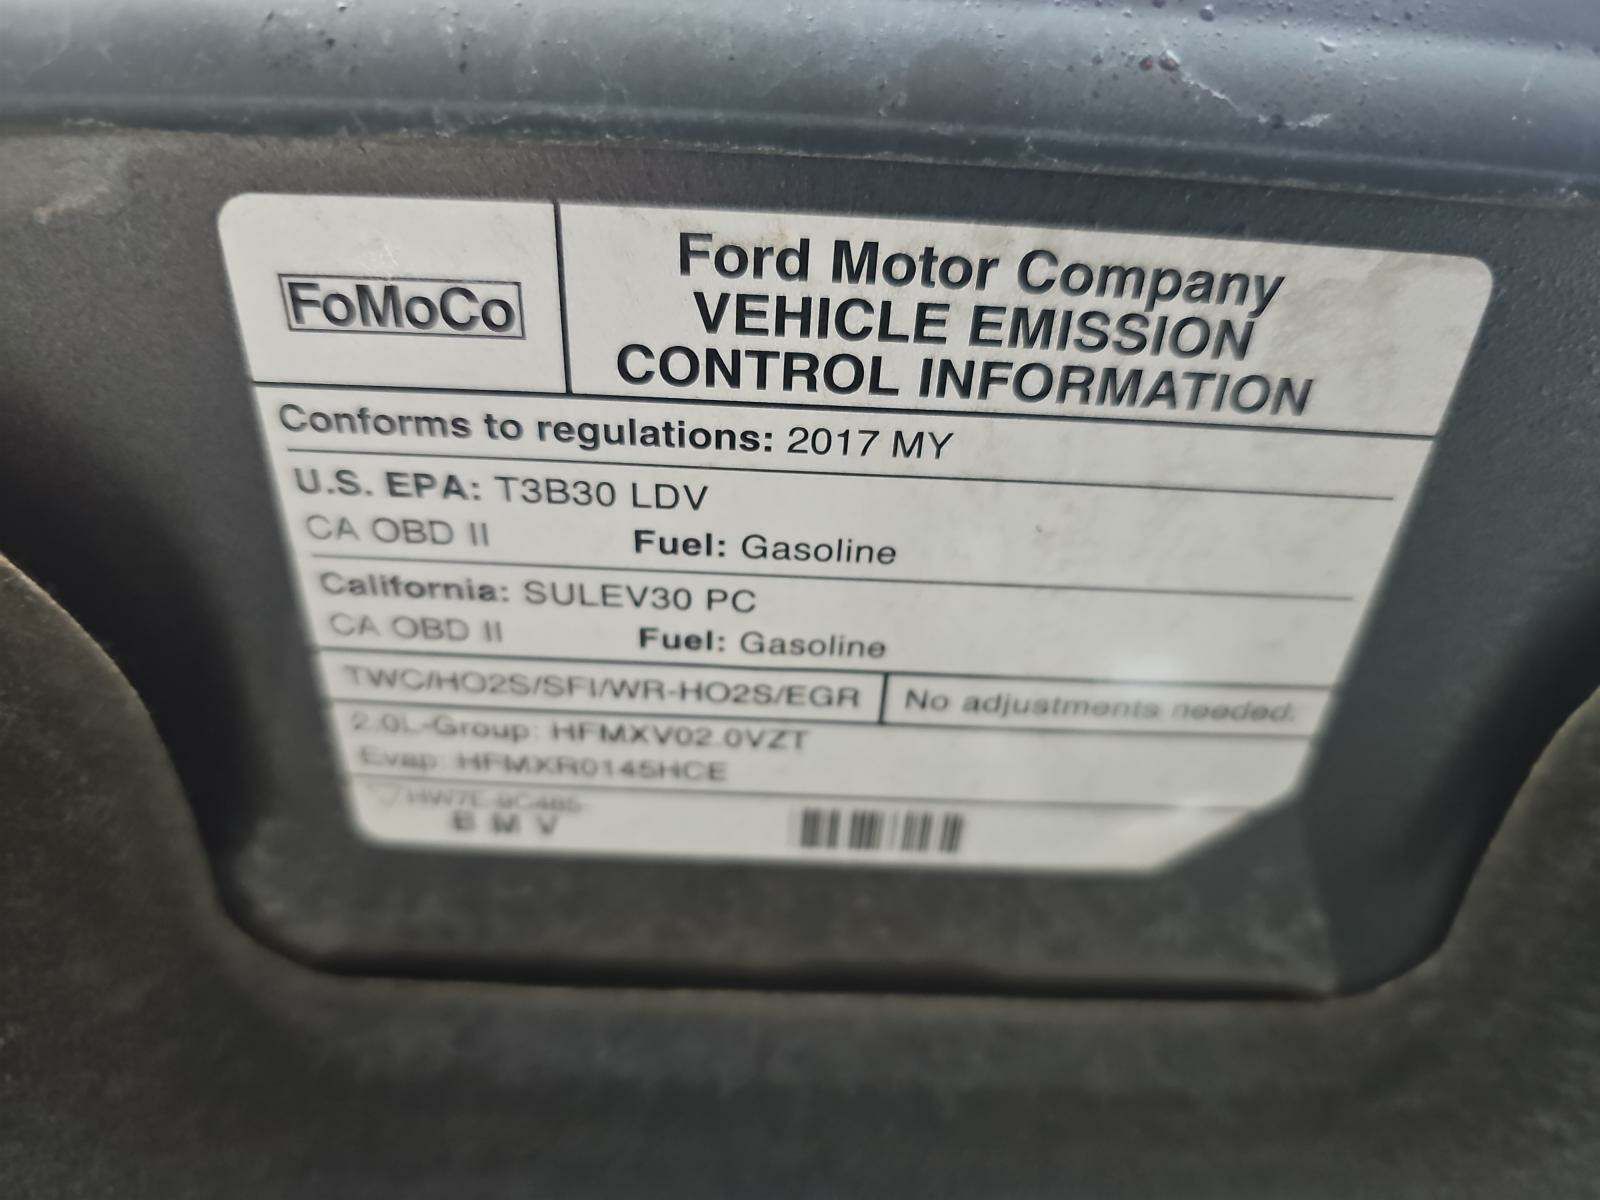 FoMoCo
Ford Motor Company
VEHICLE EMISSION
CONTROL INFORMATION
Conforms to regulations: 2017 MY
U.S. EPA: T3B30 LDV
CA OBD II Fuel: Gasoline
California: SULEV30 PC
CA OBD II Fuel: Gasoline
TWC/HO2S/SFI/WR-HO2S/EGR No adjustments needed.
2.0L-Group: HFMXV02.0VZT
Evap: HFMXR0145HCE
HW7E-9C485-